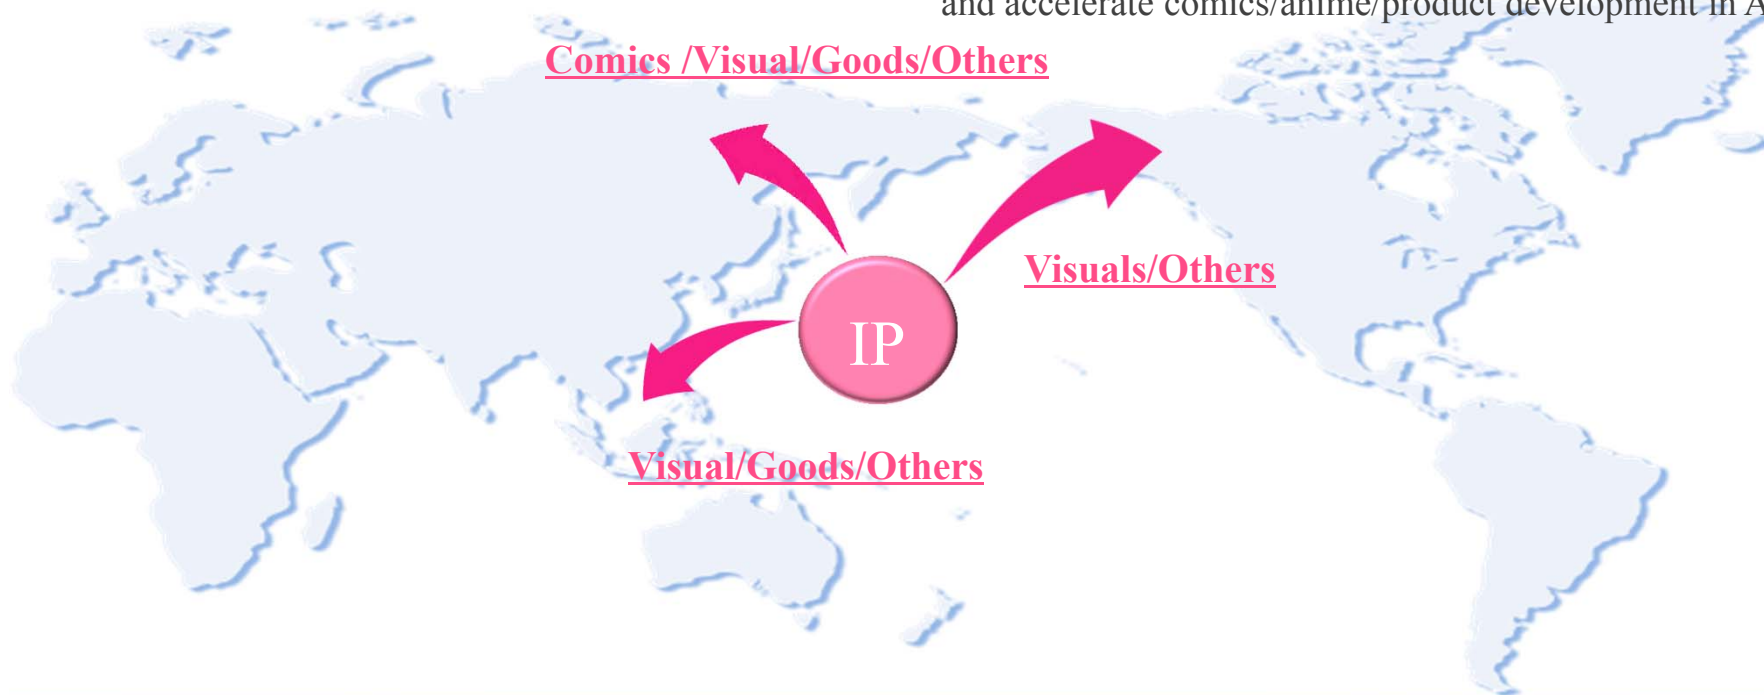 and accelerate comics/anime/product development in A
Comics /Visual/Goods/Others
Visuals/Others
IP
Visual/Goods/Others